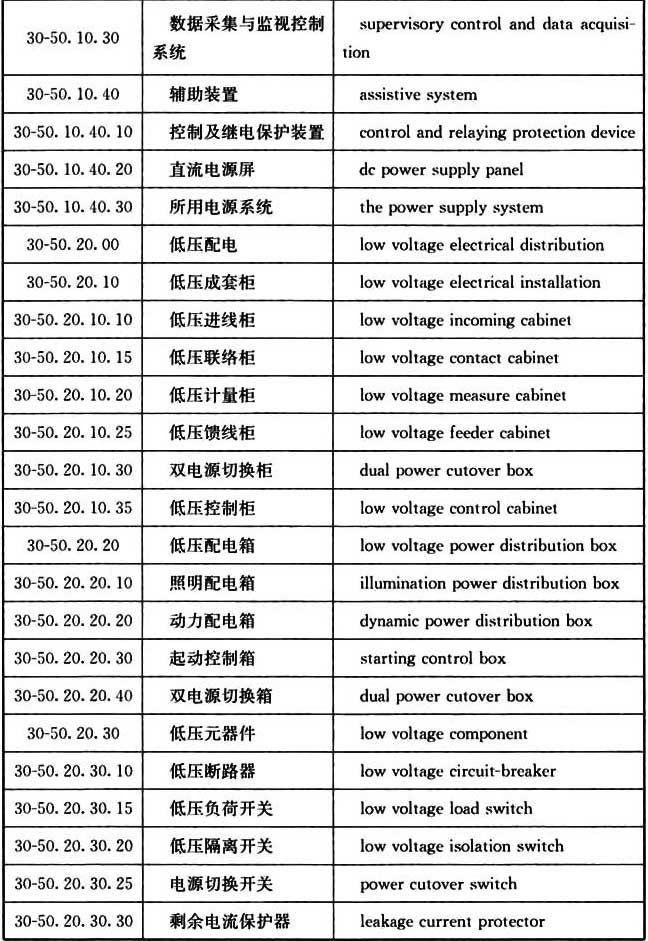 30-50. 10. 30 数据采集与监视控制 supervisory control and data acquisi-
系统 tion
30-50. 10. 40 辅助装置 assistive system
30-50. 10. 40. 10 控制及继电保护装置 control and relaying protection device
30-50. 10. 40. 20 直流电源屏 dc power supply panel
30-50. 10. 40. 30 所用电源系统 the power supply system
30-50. 20. 00 低压配电 low voltage electrical distribution
30-50. 20. 10 低压成套柜 low voltage electrical installation
30-50. 20. 10. 10 低压进线柜 low voltage incoming cabinet
30-50. 20. 10. 15 低压联络柜 low voltage contact cabinet
30-50. 20. 10. 20 低压计量柜 low voltage measure cabinet
30-50. 20. 10. 25 低压馈线柜 low voltage feeder cabinet
30-50. 20. 10. 30 双电源切换柜 dual power cutover box
30-50. 20. 10. 35 低压控制柜 low voltage control cabinet
30-50. 20. 20 低压配电箱 low voltage power distribution box
30-50. 20. 20. 10 照明配电箱 illumination power distribution box
30-50. 20. 20. 20 动力配电箱 dynamic power distribution box
30-50. 20. 20. 30 起动控制箱 starting control box
30-50. 20. 20. 40 双电源切换箱 dual power cutover box
30-50. 20. 30 低压元器件 low voltage component
30-50. 20. 30. 10 低压断路器 low voltage circuit-breaker
30-50. 20. 30. 15 低压负荷开关 low voltage load switch
30-50. 20. 30. 20 低压隔离开关 low voltage isolation switch
30-50. 20. 30. 25 电源切换开关 power cutover switch
30-50. 20. 30. 30 剩余电流保护器 leakage current protector